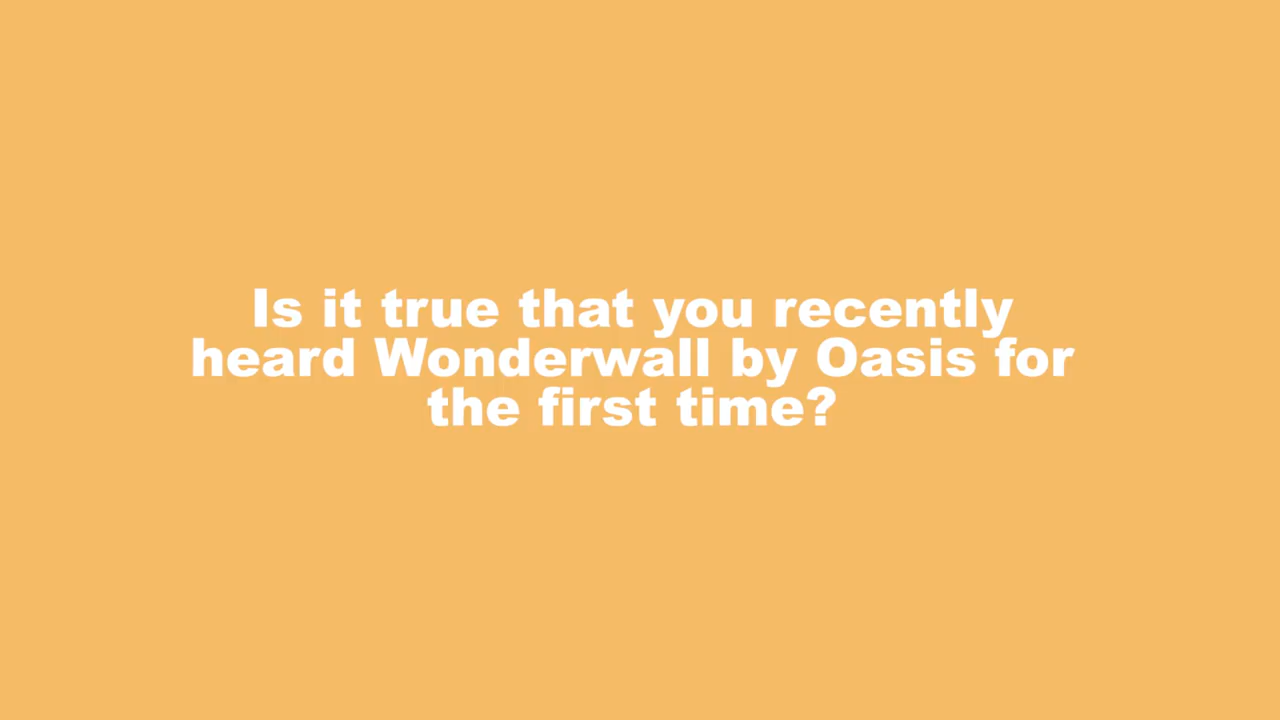 Is it true that you recently
heard Wonderwall by Oasis for
the first time?